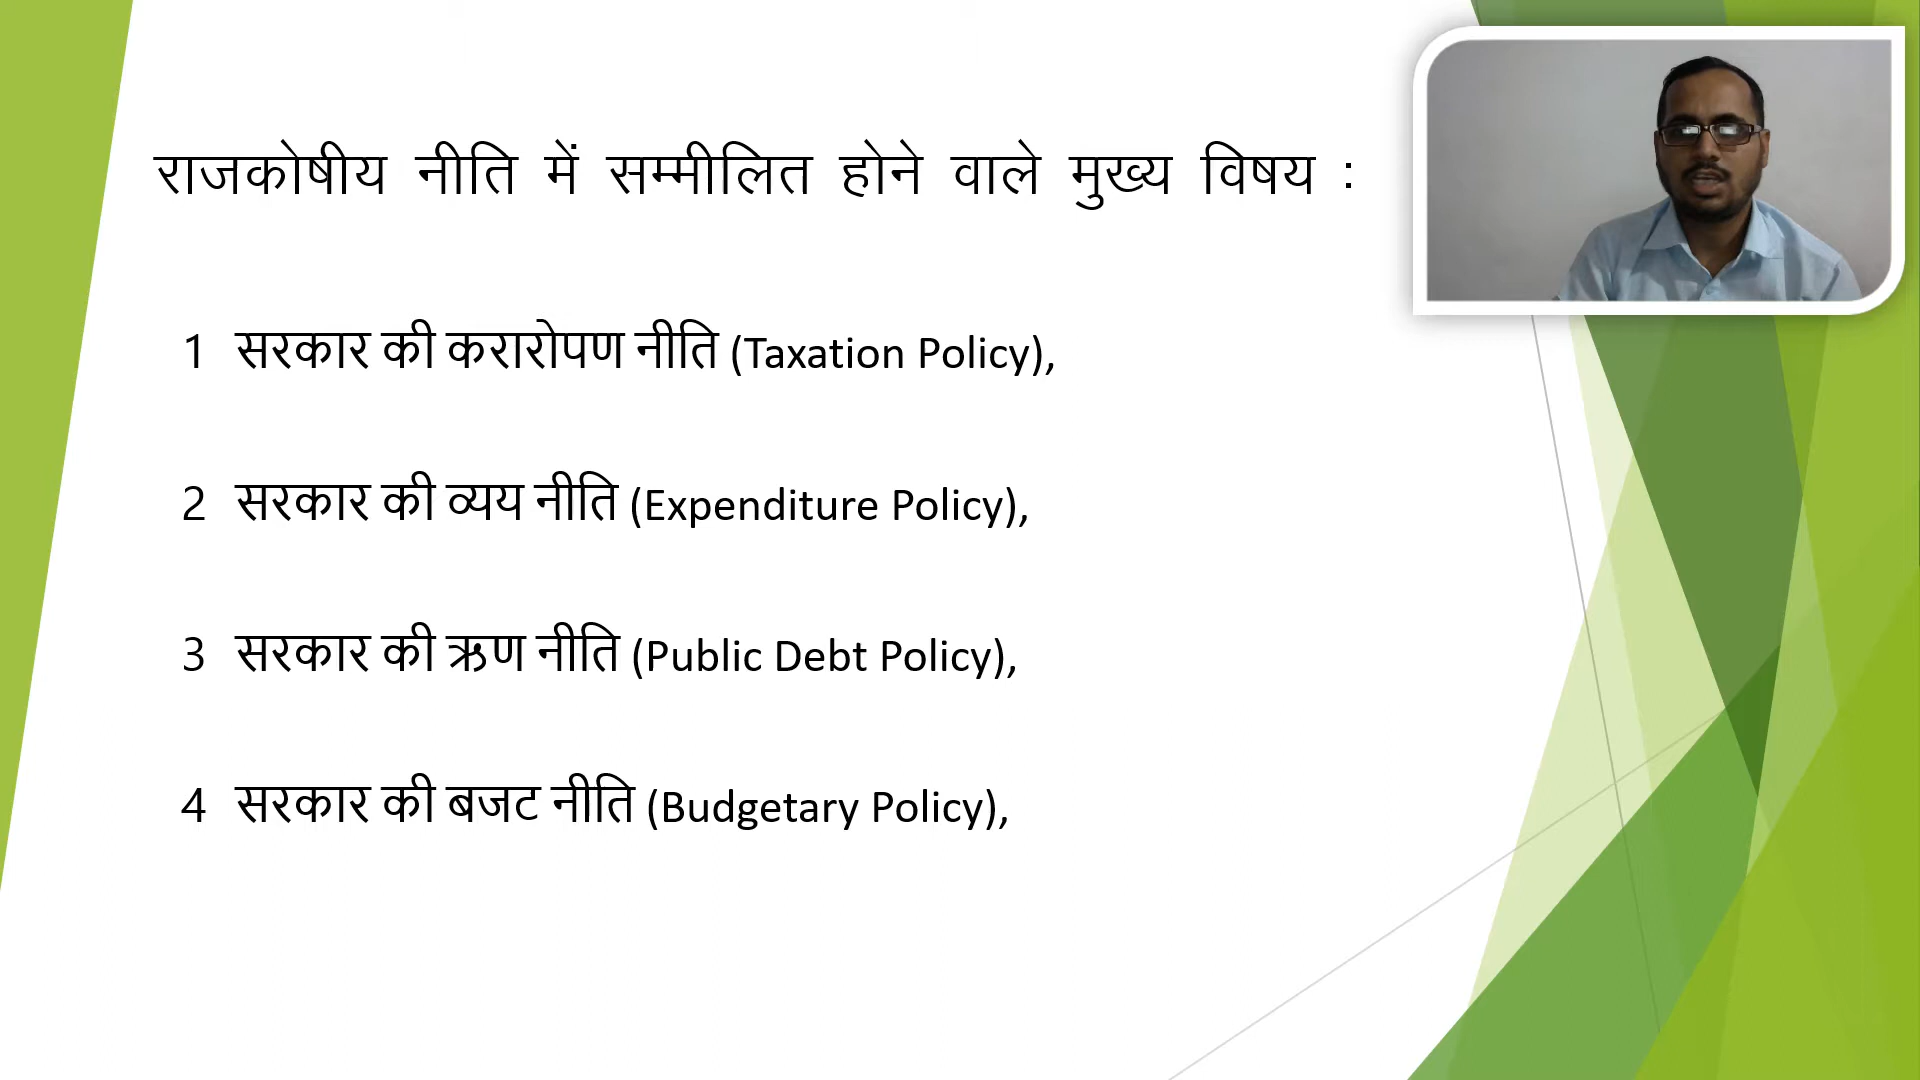 राजकोषीय नीति में सम्मीलित होने वाले मुख्य विषय :
1 सरकार की करारोपण नीति (Taxation Policy),
2 सरकार की व्यय नीति (Expenditure Policy),
3 सरकार की ऋण नीति (Public Debt Policy),
4 सरकार की बजट नीति (Budgetary Policy),